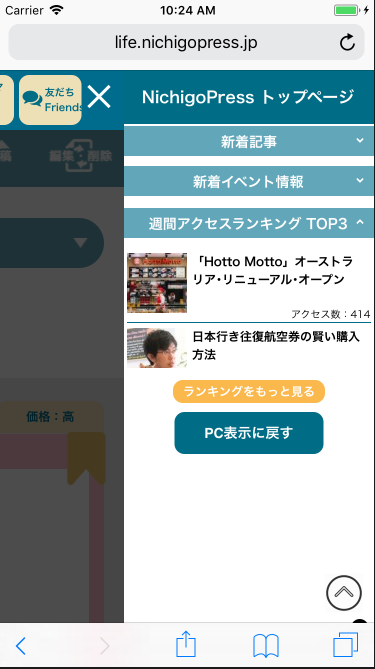 Carrier 10:24 AM
life.nichigopress.jp
友だち
Friends
NichigoPress トップページ
新着記事
編集 削除
新着イベント情報
週間アクセスランキング TOP3
「Hotto Motto」オーストラ
リア･リニューアル･オープン
アクセス数：414
日本行き往復航空券の賢い購入
方法
ランキングをもっと見る
価格：高
PC表示に戻す